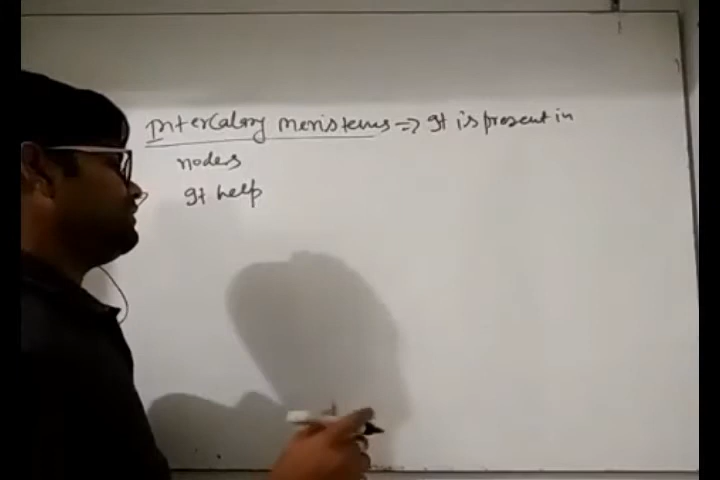 Intercalary meristems => It is present in
nodes
It help